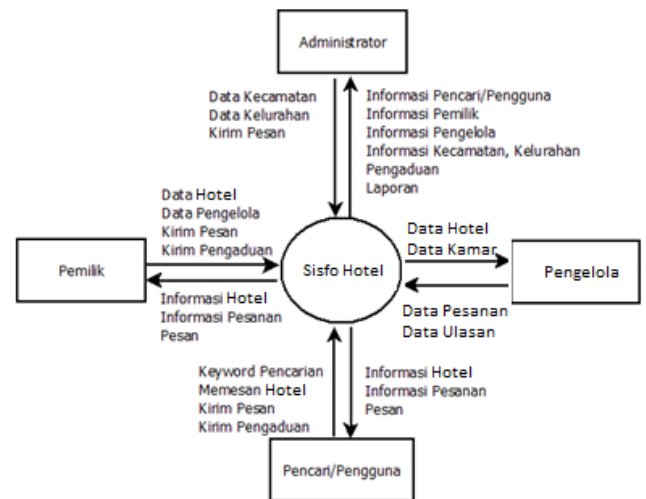 Administrator
Data Kecamatan
Data Kelurahan
Kirim Pesan
Informasi Pencari/Pengguna
Informasi Pemilik
Informasi Pengelola
Informasi Kecamatan, Kelurahan
Pengaduan
Laporan
Data Hotel
Data Pengelola
Kirim Pesan
Kirim Pengaduan
Data Hotel
Data Kamar
Pemilik
Sisfo Hotel
Pengelola
Informasi Hotel
Informasi Pesanan
Pesan
Data Pesanan
Data Ulasan
Keyword Pencarian
Memesan Hotel
Kirim Pesan
Kirim Pengaduan
Informasi Hotel
Informasi Pesanan
Pesan
Pencari/Pengguna